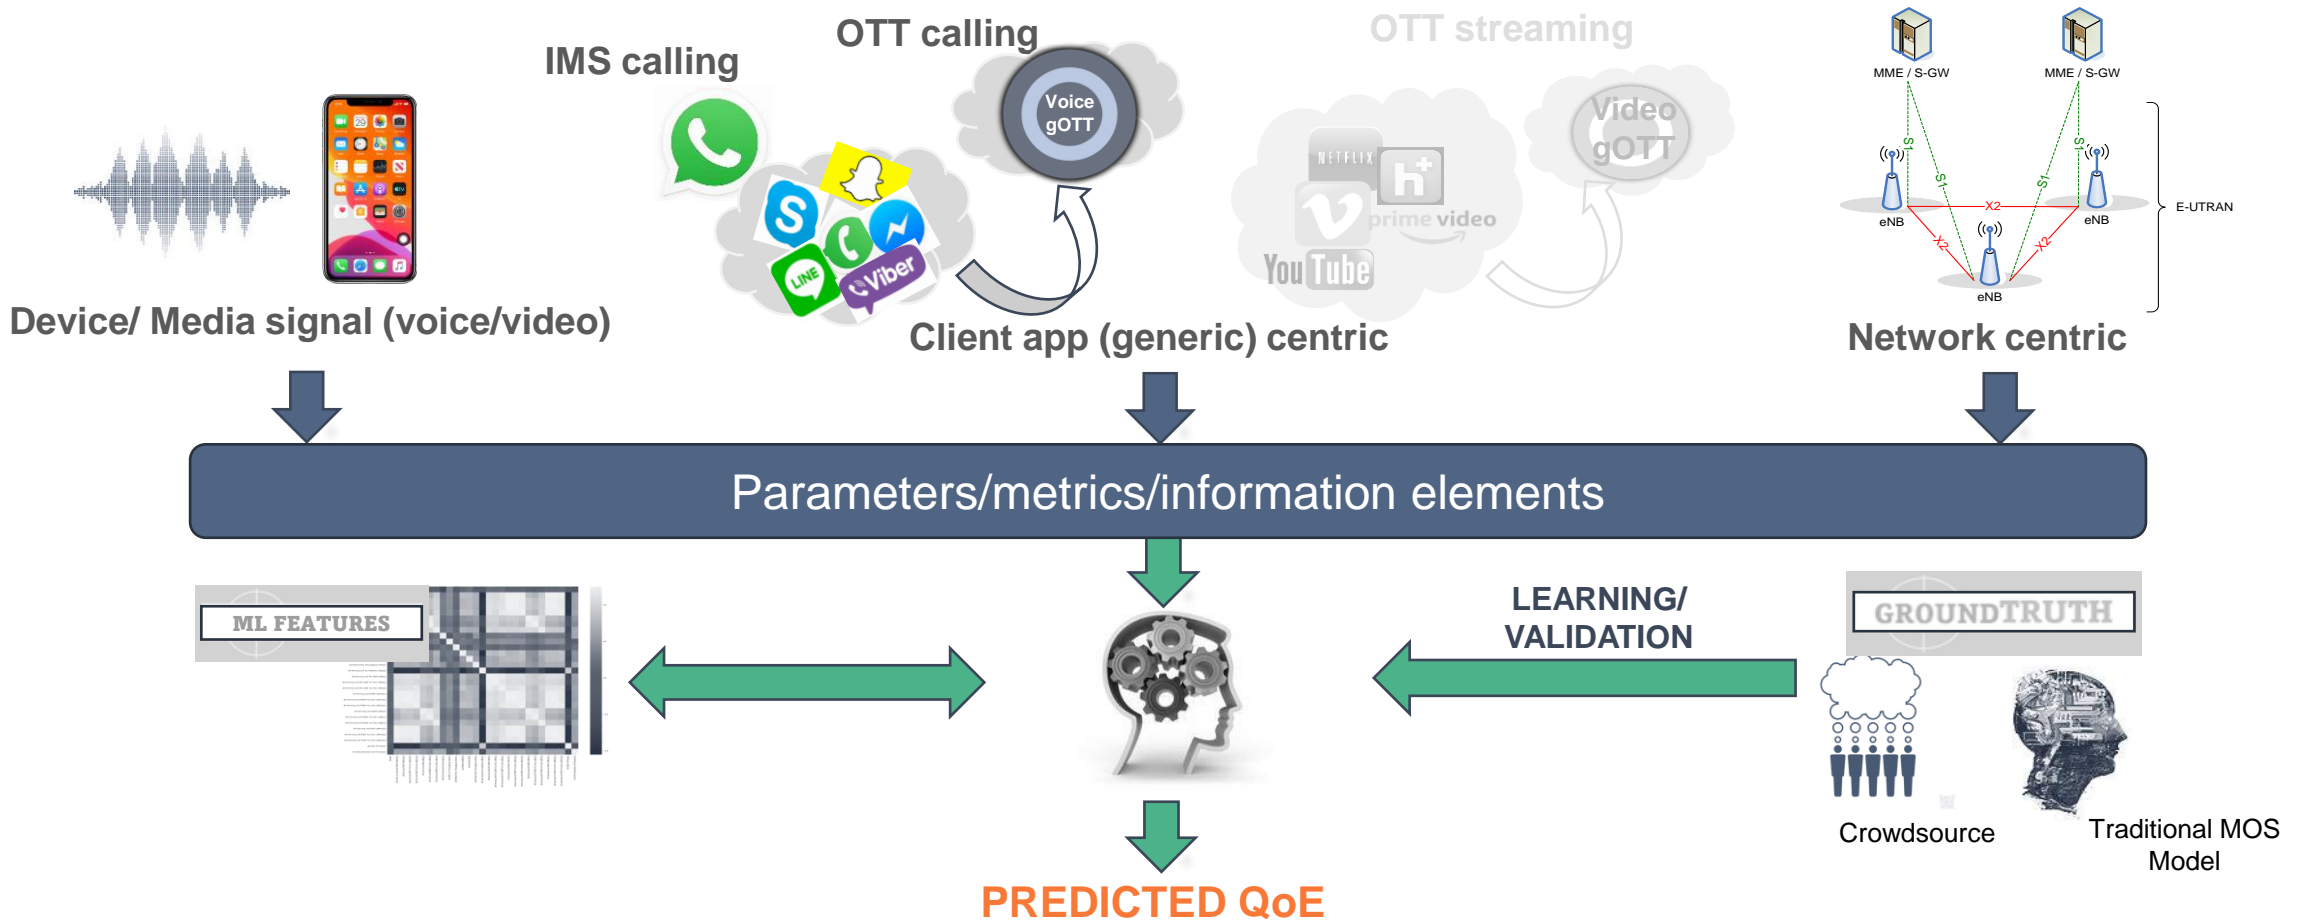 IMS calling
OTT calling
OTT streaming
Voice
gOTT
Video
gOTT
NETFLIX
h+
prime video
YouTube
S
LINE
Viber
MME / S-GW
MME / S-GW
S1
S1
S1
S1
X2
X2
X2
eNB
eNB
eNB
E-UTRAN
Device/ Media signal (voice/video)
Client app (generic) centric
Network centric
Parameters/metrics/information elements
ML FEATURES
LEARNING/
VALIDATION
GROUNDTRUTH
Crowdsource
Traditional MOS
Model
PREDICTED QoE